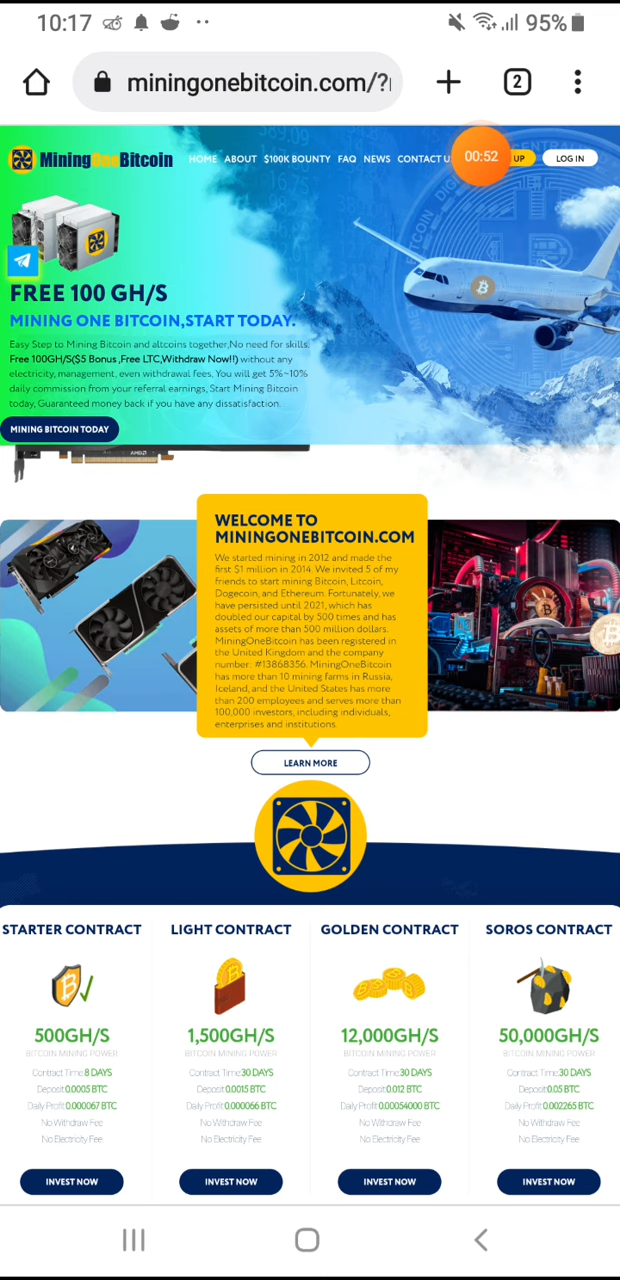 10:17
95%
miningonebitcoin.com/?
2
MiningOneBitcoin
HOME ABOUT $100K BOUNTY FAQ NEWS CONTACT U
00:52
UP
LOG IN
FREE 100 GH/S
MINING ONE BITCOIN,START TODAY.
Easy Step to Mining Bitcoin and altcoins together,No need for skills.
Free 100GH/S($5 Bonus ,Free LTC,Withdraw Now!!) without any
electricity, management, even withdrawal fees, You will get 5%~10%
daily commission from your referral earnings, Start Mining Bitcoin
today, Guaranteed money back if you have any dissatisfaction.
MINING BITCOIN TODAY
AMD
WELCOME TO
MININGONEBITCOIN.COM
We started mining in 2012 and made the
first $1 million in 2014. We invited 5 of my
friends to start mining Bitcoin, Litcoin,
Dogecoin, and Ethereum. Fortunately, we
have persisted until 2021, which has
doubled our capital by 500 times and has
assets of more than 500 million dollars.
MiningOneBitcoin has been registered in
the United Kingdom and the company
number: #13868356. MiningOneBitcoin
has more than 10 mining farms in Russia,
Iceland, and the United States has more
than 200 employees and serves more than
100,000 investors, including individuals,
enterprises and institutions.
LEARN MORE
STARTER CONTRACT
500GH/S
BITCOIN MINING POWER
Contract Time:8 DAYS
Deposit:0.0005 BTC
Daily Profit:0.000067 BTC
No Withdraw Fee
No Electricity Fee
INVEST NOW
LIGHT CONTRACT
1,500GH/S
BITCOIN MINING POWER
Contract Time:30 DAYS
Deposit:0.0015 BTC
Daily Profit:0.000066 BTC
No Withdraw Fee
No Electricity Fee
INVEST NOW
GOLDEN CONTRACT
12,000GH/S
BITCOIN MINING POWER
Contract Time:30 DAYS
Deposit:0.012 BTC
Daily Profit:0.00054000 BTC
No Withdraw Fee
No Electricity Fee
INVEST NOW
SOROS CONTRACT
50,000GH/S
BITCOIN MINING POWER
Contract Time:30 DAYS
Deposit:0.05 BTC
Daily Profit:0.002265 BTC
No Withdraw Fee
No Electricity Fee
INVEST NOW